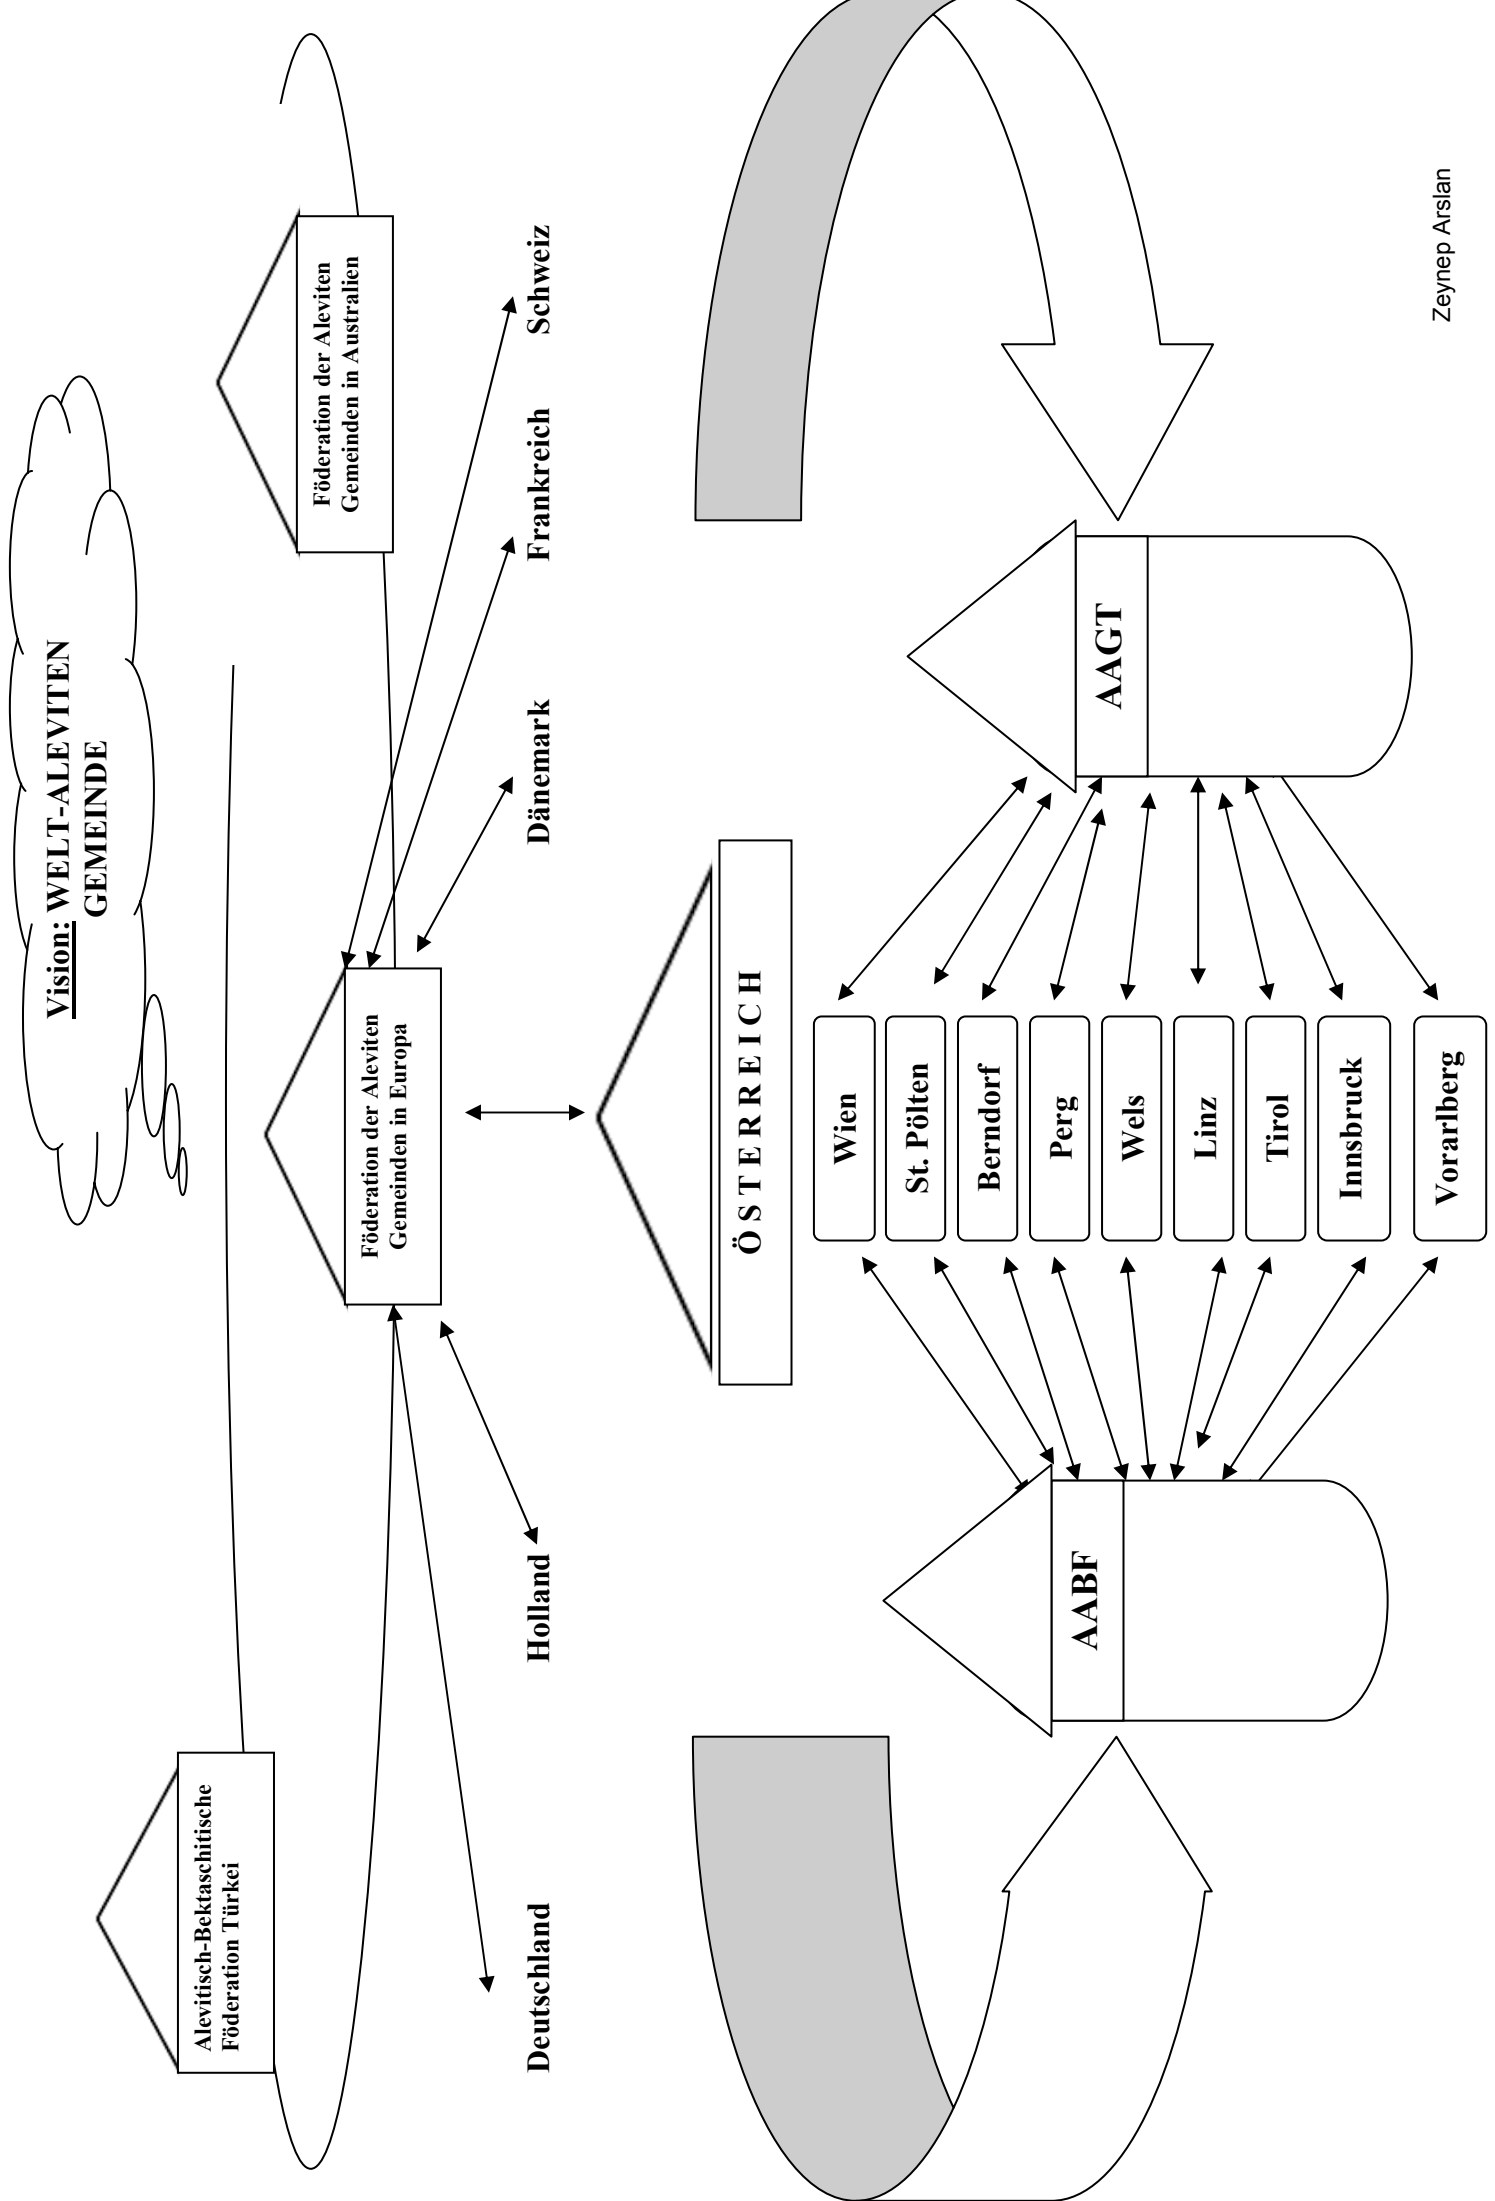 Vision: WELT-ALEVITEN
GEMEINDE
Alevitisch-Bektaschitische
Föderation Türkei
Föderation der Aleviten
Gemeinden in Europa
Föderation der Aleviten
Gemeinden in Australien
Deutschland
Holland
Dänemark
Frankreich
Schweiz
ÖSTERREICH
AABF
AAGT
Wien
St. Pölten
Berndorf
Perg
Wels
Linz
Tirol
Innsbruck
Vorarlberg
Zeynep Arslan